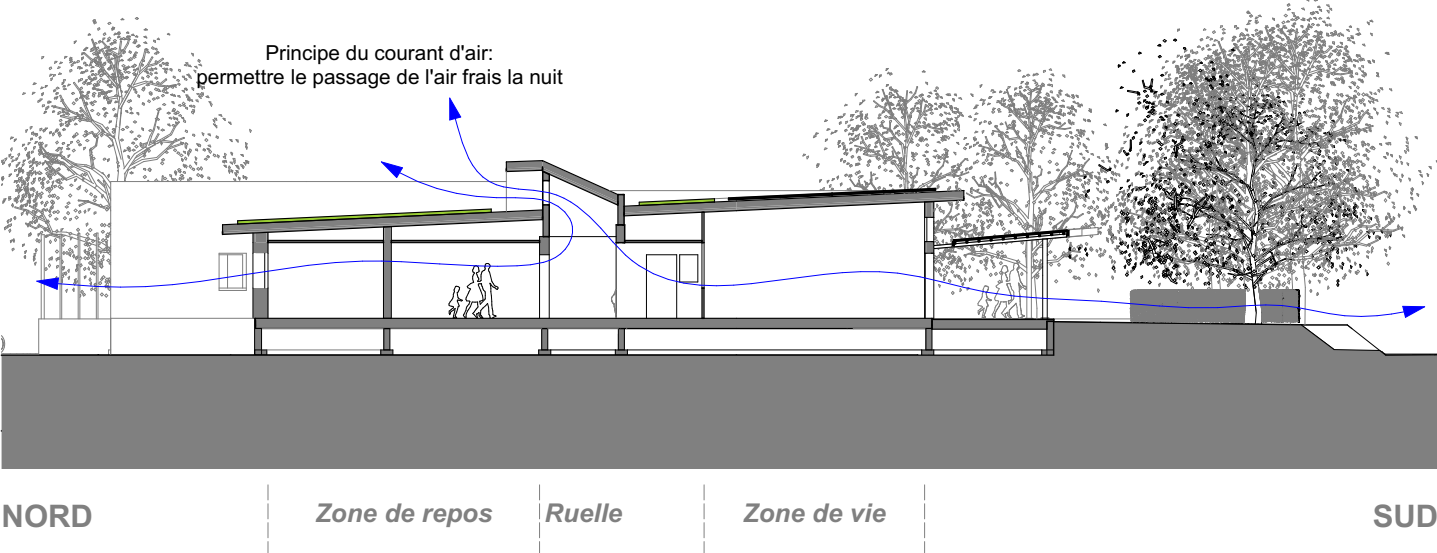 Principe du courant d'air:
permettre le passage de l'air frais la nuit
NORD
Zone de repos
Ruelle
Zone de vie
SUD